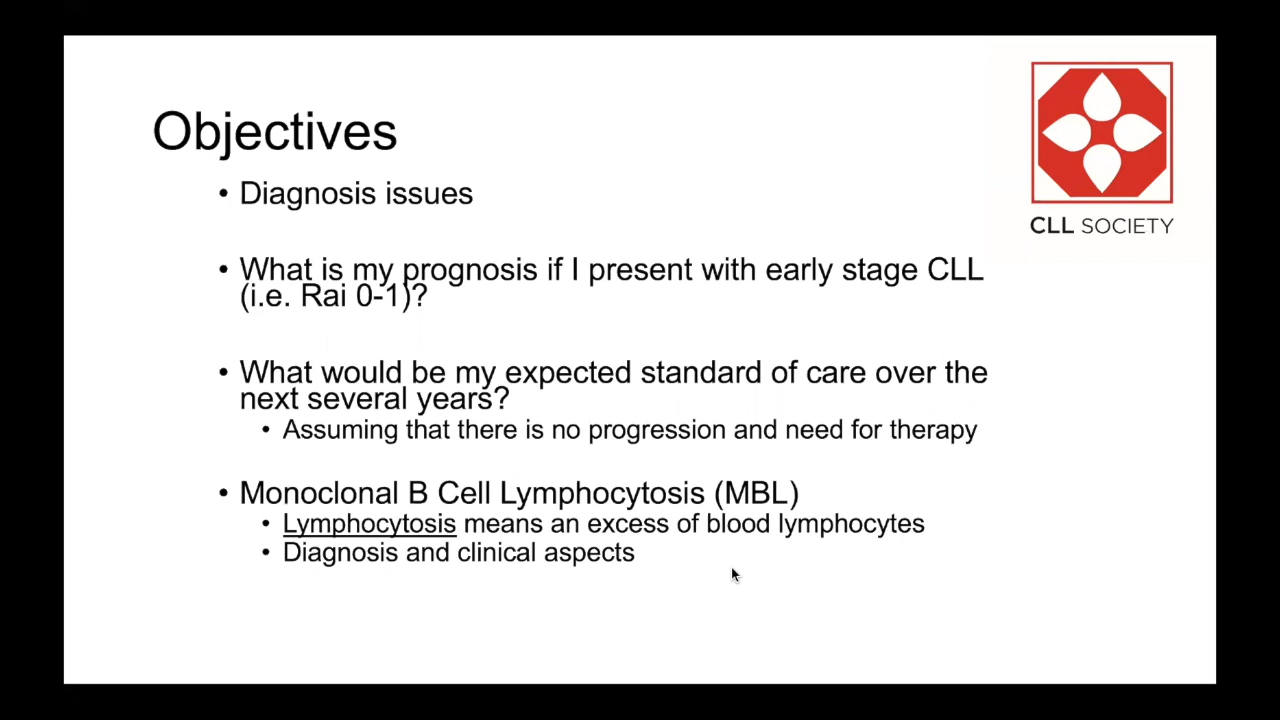 Objectives
• Diagnosis issues
• What is my prognosis if I present with early stage CLL
(i.e. Rai 0-1)?
• What would be my expected standard of care over the
next several years?
• Assuming that there is no progression and need for therapy
• Monoclonal B Cell Lymphocytosis (MBL)
• Lymphocytosis means an excess of blood lymphocytes
• Diagnosis and clinical aspects
CLL SOCIETY